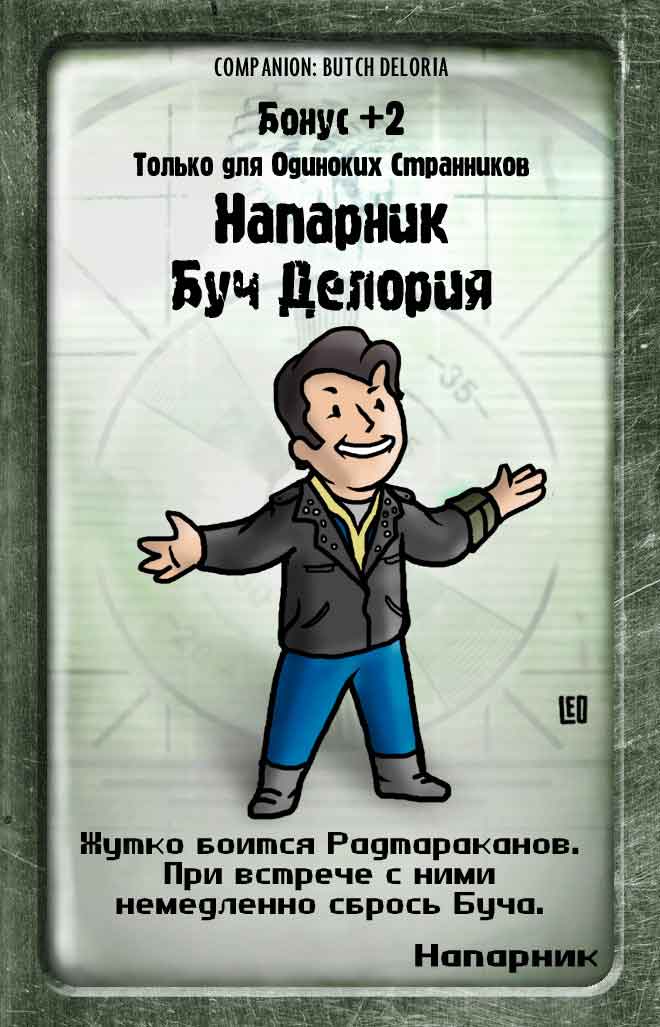 COMPANION: BUTCH DELORIA
Бонус +2
Только для Одиноких Странников
Напарник
Буч Делория
-35-
LEO
Жутко боится Радтараканов.
При встрече с ними
немедленно сбрось Буча.
Напарник